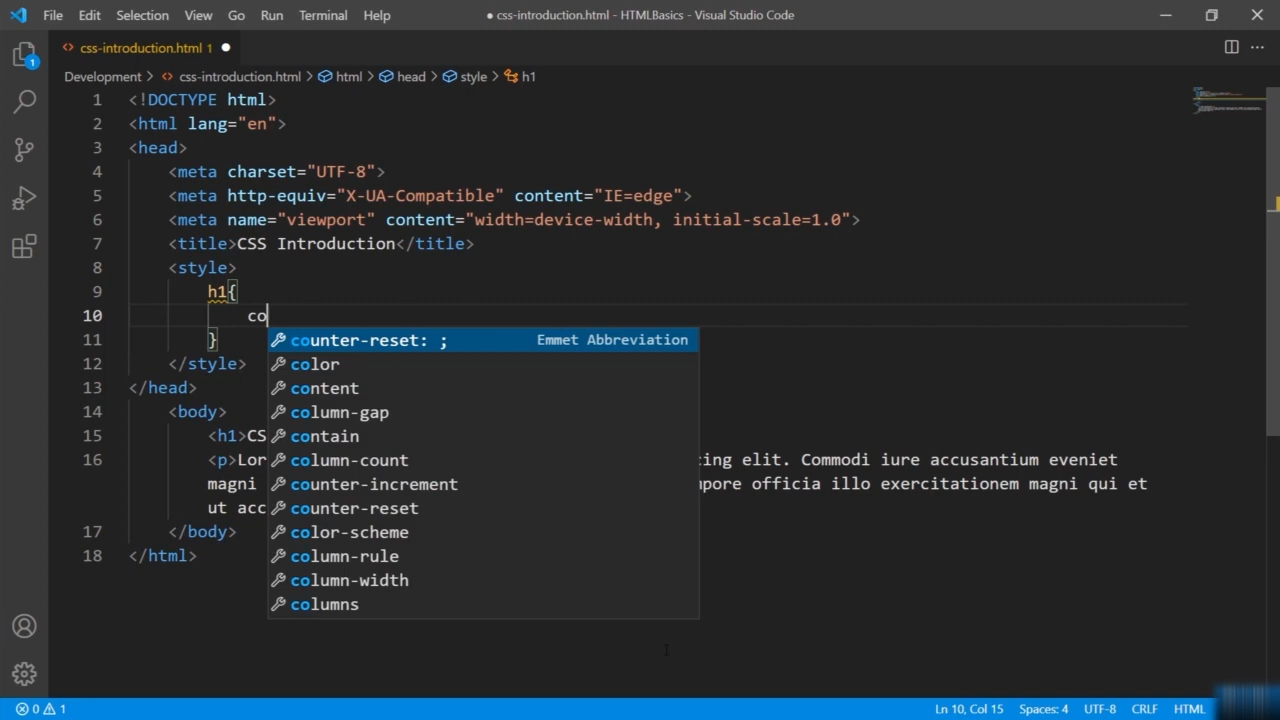 File Edit Selection View Go Run Terminal Help ● css-introduction.html - HTMLBasics - Visual Studio Code
css-introduction.html 1
1
Development > css-introduction.html > html > head > style > h1
1 <!DOCTYPE html>
2 <html lang="en">
3 <head>
4 <meta charset="UTF-8">
5 <meta http-equiv="X-UA-Compatible" content="IE=edge">
6 <meta name="viewport" content="width=device-width, initial-scale=1.0">
7 <title>CSS Introduction</title>
8 <style>
9 h1{
10 co
11 }
counter-reset: ; Emmet Abbreviation
12 </style>
color
13 </head>
content
14 <body>
column-gap
15 <h1>CS
contain
16 <p>Lor
column-count
cing elit. Commodi iure accusantium eveniet
magni
counter-increment
mpore officia illo exercitationem magni qui et
ut acc
counter-reset
17 </body>
color-scheme
18 </html>
column-rule
column-width
columns
0 1 Ln 10, Col 15 Spaces: 4 UTF-8 CRLF HTML